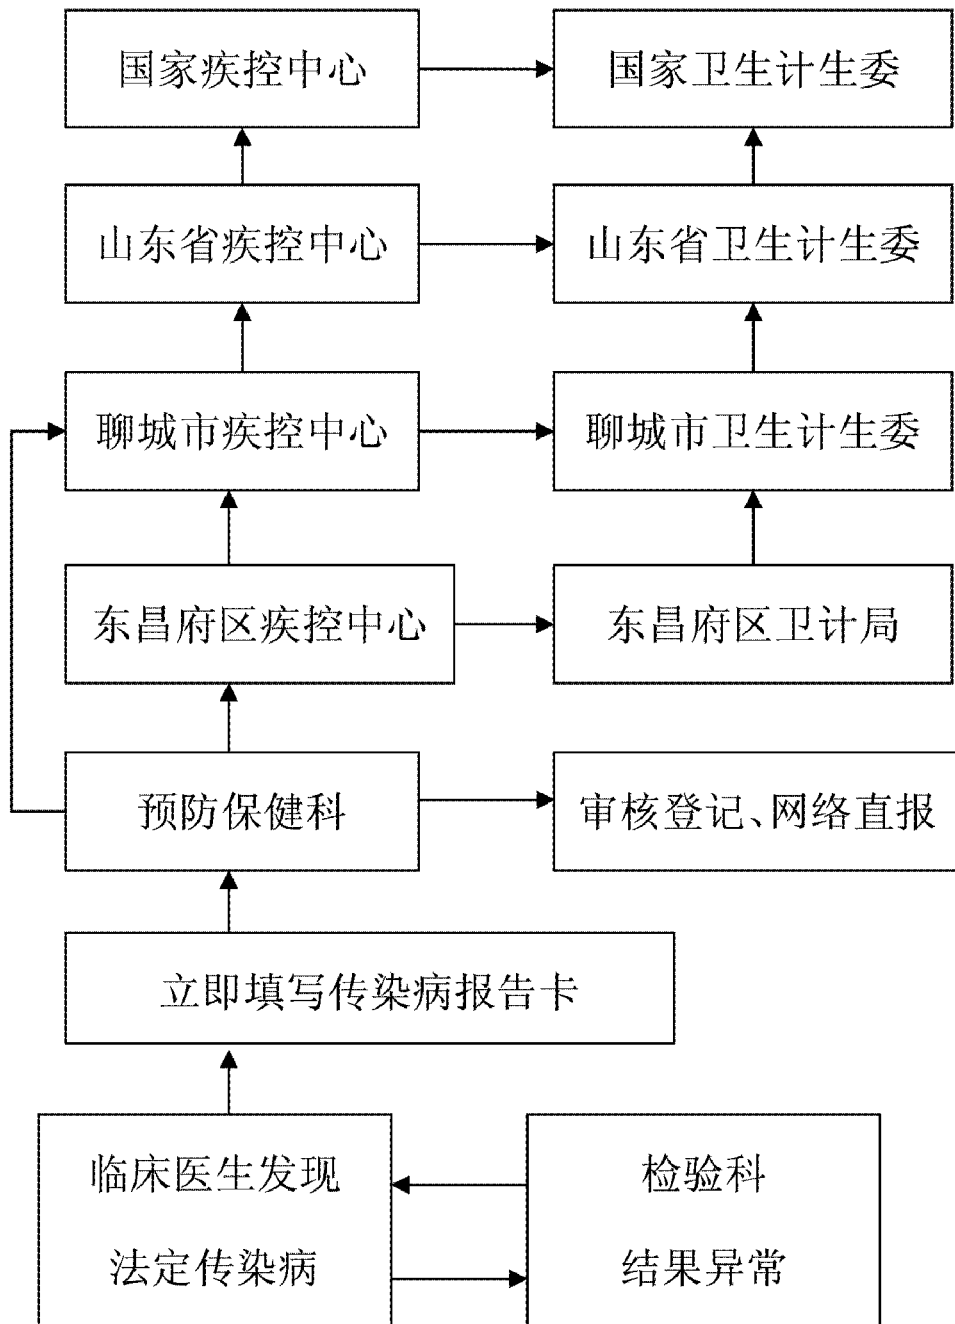 国家疾控中心
国家卫生计生委
山东省疾控中心
山东省卫生计生委
聊城市疾控中心
聊城市卫生计生委
东昌府区疾控中心
东昌府区卫计局
预防保健科
审核登记、网络直报
立即填写传染病报告卡
临床医生发现
法定传染病
检验科
结果异常